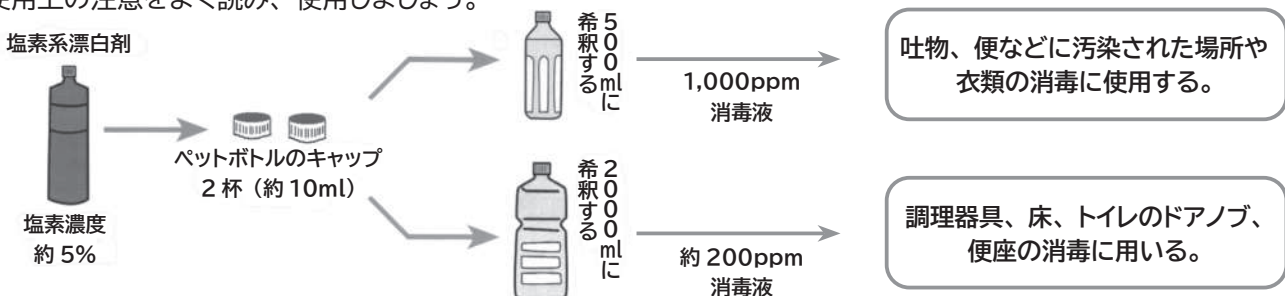 使用上の注意をよく読み、使用しましょう。
塩素系漂白剤
塩素濃度
約5%
ペットボトルのキャップ
2杯（約10ml）
500mlに
希釈する
1,000ppm
消毒液
吐物、便などに汚染された場所や
衣類の消毒に使用する。
2000mlに
希釈する
約200ppm
消毒液
調理器具、床、トイレのドアノブ、
便座の消毒に用いる。